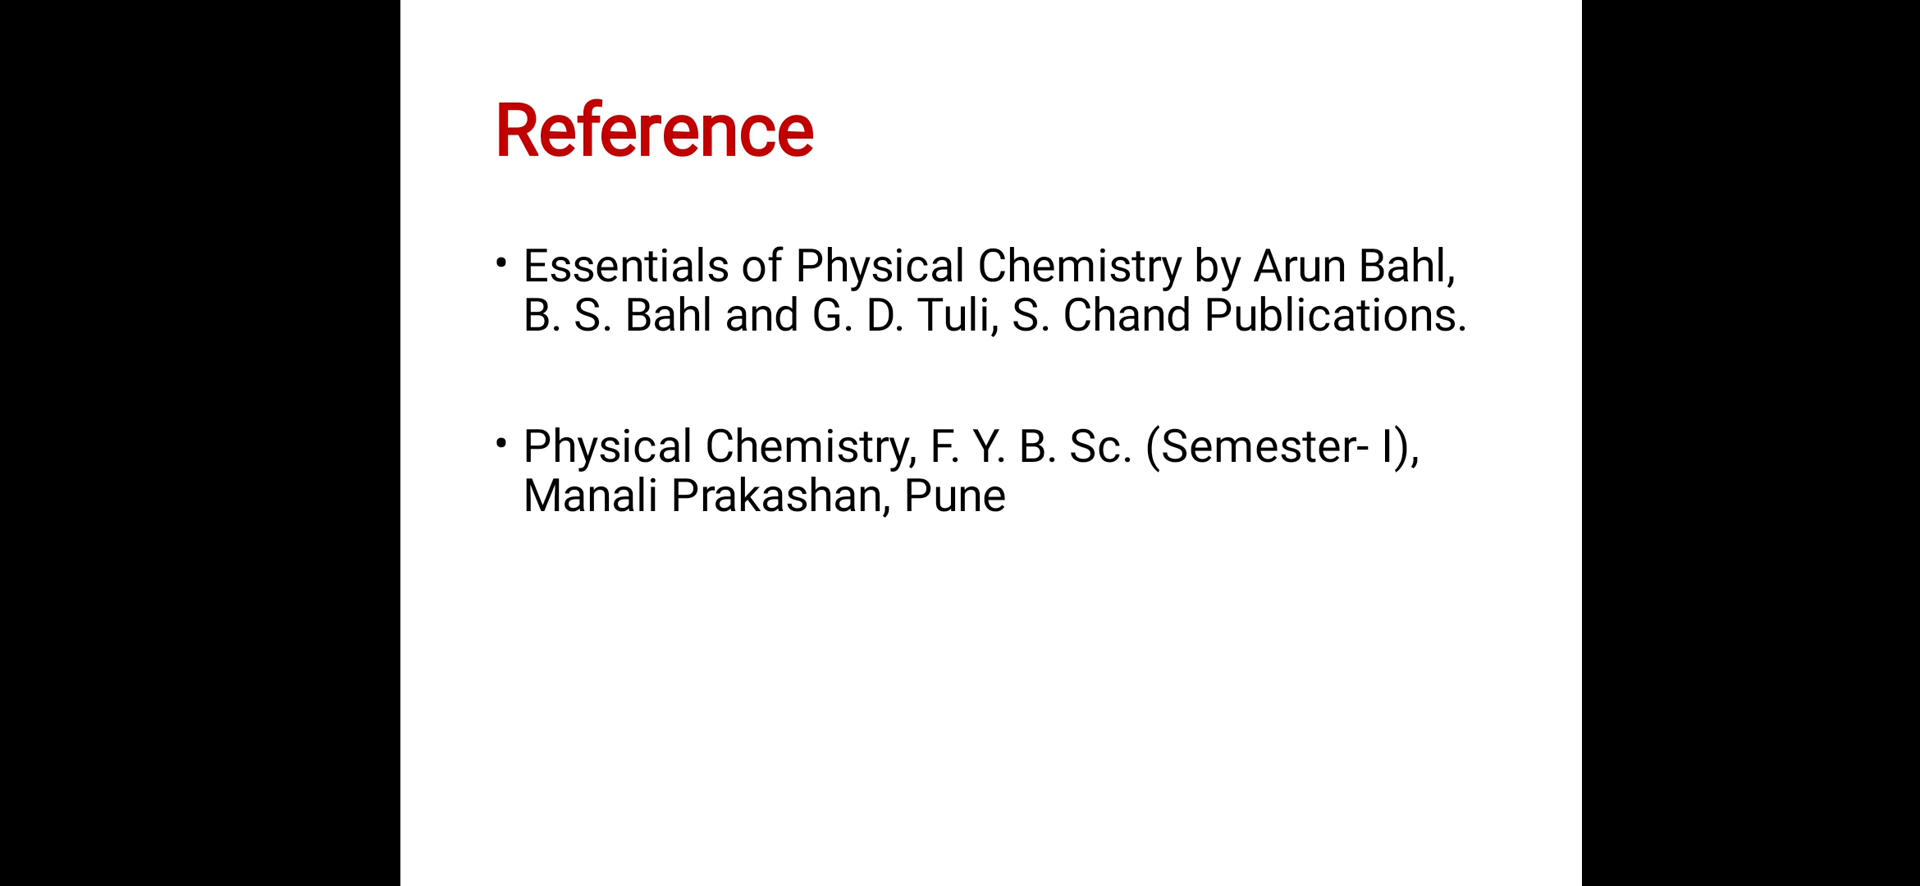 Reference
• Essentials of Physical Chemistry by Arun Bahl,
B. S. Bahl and G. D. Tuli, S. Chand Publications.
• Physical Chemistry, F. Y. B. Sc. (Semester- I),
Manali Prakashan, Pune